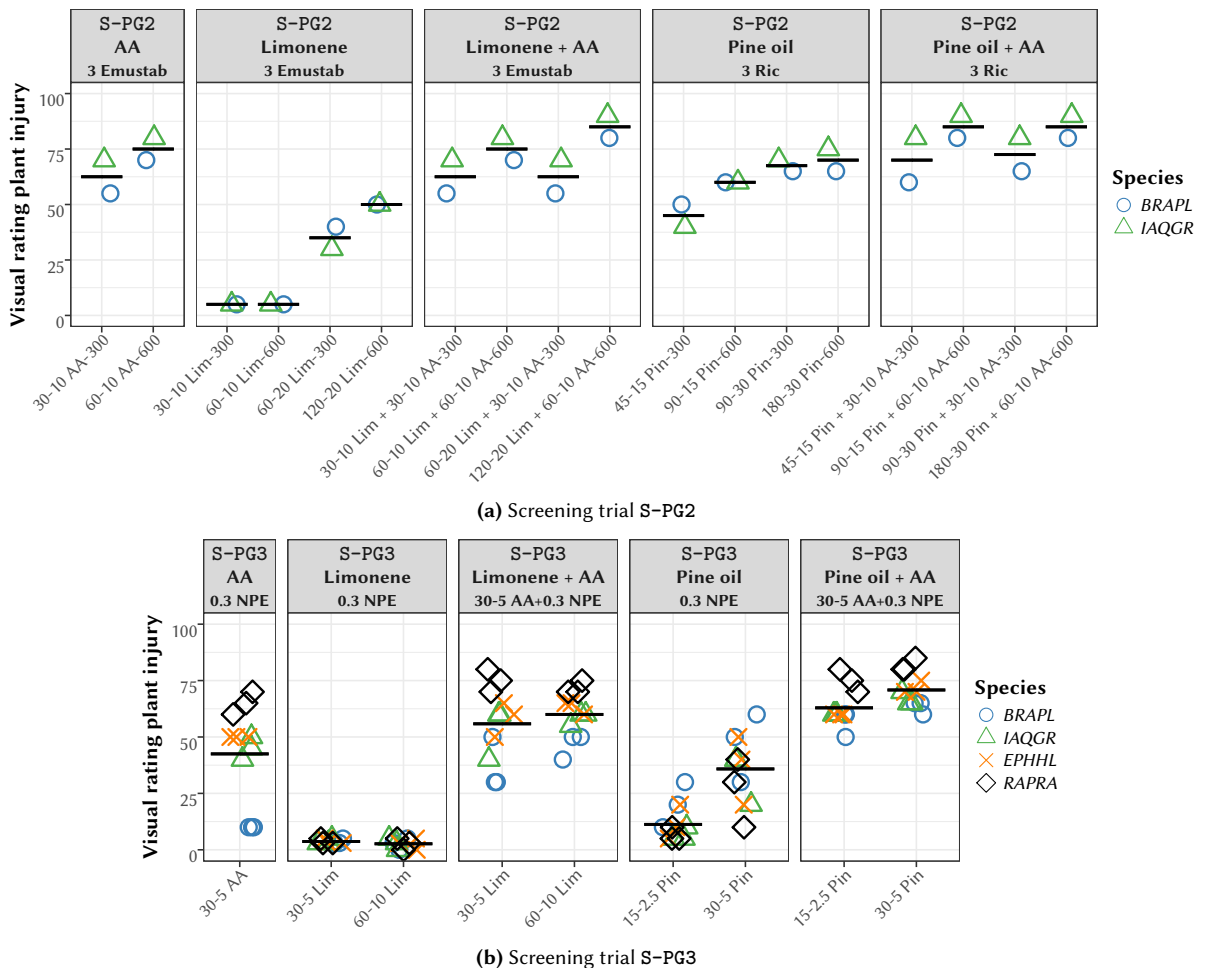 S-PG2 S-PG2 S-PG2 S-PG2 S-PG2
AA Limonene Limonene + AA Pine oil Pine oil + AA
3 Emustab 3 Emustab 3 Emustab 3 Ric 3 Ric
Visual rating plant injury
100
75
50
25
0
30-10 AA-300
60-10 AA-600
30-10 Lim-300
60-10 Lim-600
60-20 Lim-300
120-20 Lim-600
30-10 Lim + 30-10 AA-300
60-10 Lim + 60-10 AA-600
60-20 Lim + 30-10 AA-300
120-20 Lim + 60-10 AA-600
45-15 Pin-300
90-15 Pin-600
90-30 Pin-300
180-30 Pin-600
45-15 Pin + 30-10 AA-300
90-15 Pin + 60-10 AA-600
90-30 Pin + 30-10 AA-300
180-30 Pin + 60-10 AA-600
Species
BRAPL
IAQGR
(a) Screening trial S-PG2
S-PG3 S-PG3 S-PG3 S-PG3 S-PG3
AA Limonene Limonene + AA Pine oil Pine oil + AA
0.3 NPE 0.3 NPE 30-5 AA+0.3 NPE 0.3 NPE 30-5 AA+0.3 NPE
Visual rating plant injury
100
75
50
25
0
30-5 AA
30-5 Lim
60-10 Lim
30-5 Lim
60-10 Lim
15-2.5 Pin
30-5 Pin
15-2.5 Pin
30-5 Pin
Species
BRAPL
IAQGR
EPHHL
RAPRA
(b) Screening trial S-PG3